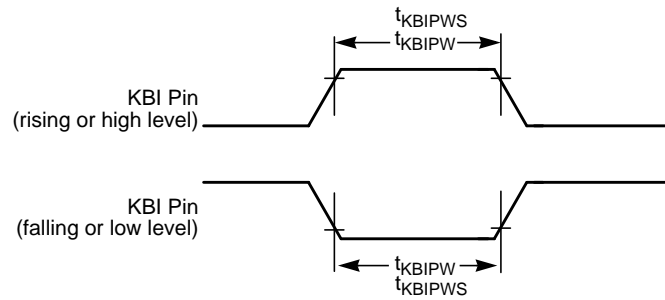 tKBIPWS
tKBIPW
KBI Pin
(rising or high level)
KBI Pin
(falling or low level)
tKBIPW
tKBIPWS